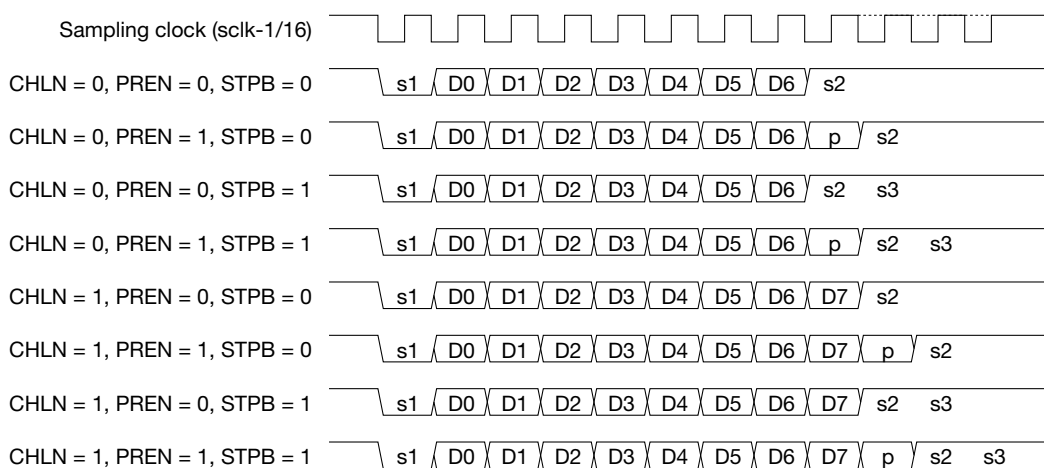 Sampling clock (sclk-1/16)
CHLN = 0, PREN = 0, STPB = 0 s1 D0 D1 D2 D3 D4 D5 D6 s2
CHLN = 0, PREN = 1, STPB = 0 s1 D0 D1 D2 D3 D4 D5 D6 p s2
CHLN = 0, PREN = 0, STPB = 1 s1 D0 D1 D2 D3 D4 D5 D6 s2 s3
CHLN = 0, PREN = 1, STPB = 1 s1 D0 D1 D2 D3 D4 D5 D6 p s2 s3
CHLN = 1, PREN = 0, STPB = 0 s1 D0 D1 D2 D3 D4 D5 D6 D7 s2
CHLN = 1, PREN = 1, STPB = 0 s1 D0 D1 D2 D3 D4 D5 D6 D7 p s2
CHLN = 1, PREN = 0, STPB = 1 s1 D0 D1 D2 D3 D4 D5 D6 D7 s2 s3
CHLN = 1, PREN = 1, STPB = 1 s1 D0 D1 D2 D3 D4 D5 D6 D7 p s2 s3